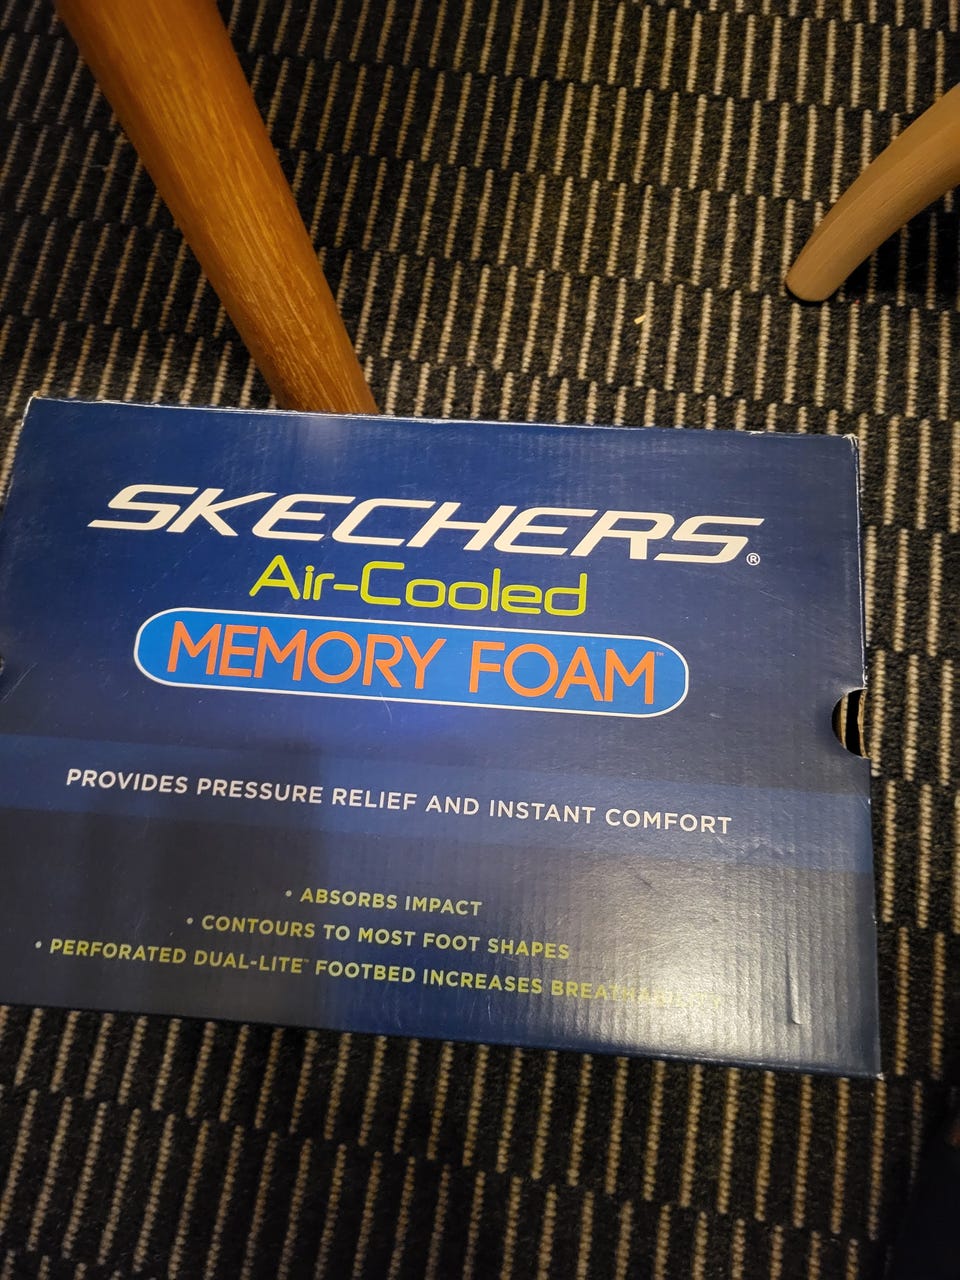 SKECHERS®
Air-Cooled
MEMORY FOAM™
PROVIDES PRESSURE RELIEF AND INSTANT COMFORT
• ABSORBS IMPACT
• CONTOURS TO MOST FOOT SHAPES
• PERFORATED DUAL-LITE™ FOOTBED INCREASES BREATHABILITY